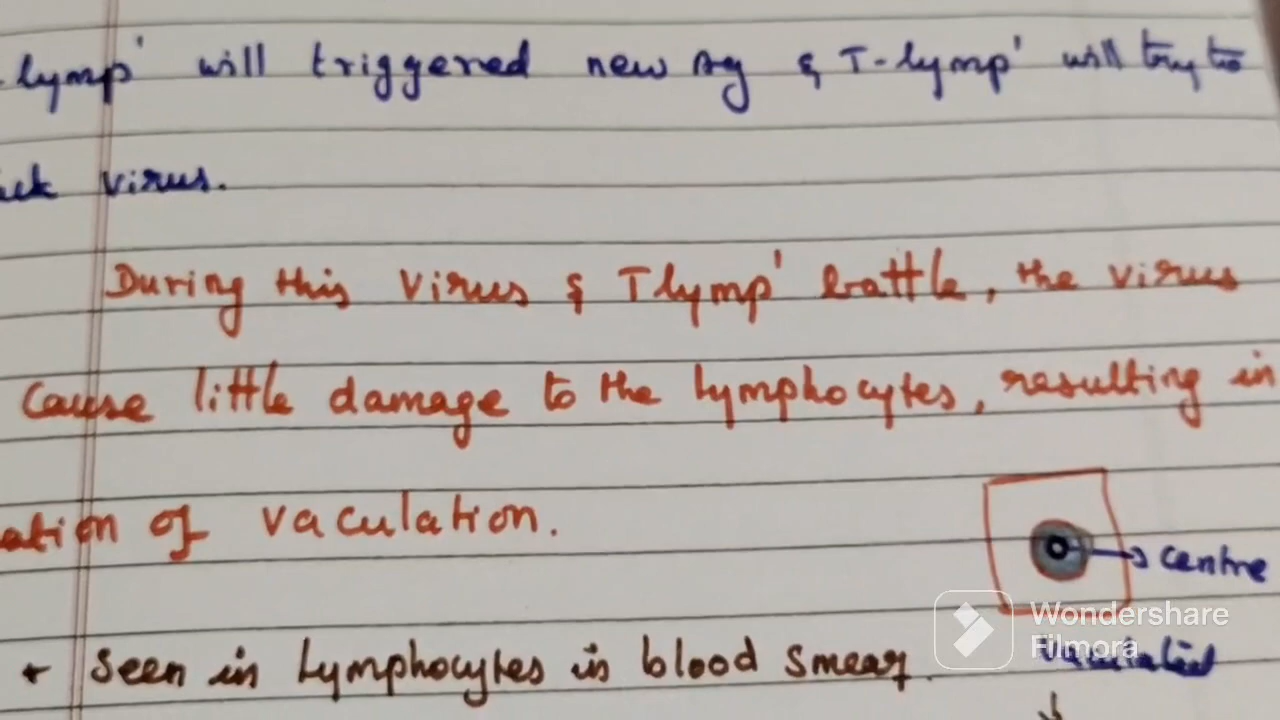 lymp' will triggered new Ag & T-lymp' will try to
ck virus.
During this virus & T lymp' battle, the virus
cause little damage to the lymphocytes, resulting in
ation of vaculation.
centre
Wondershare
Filmora
+ Seen in lymphocytes in blood smear.